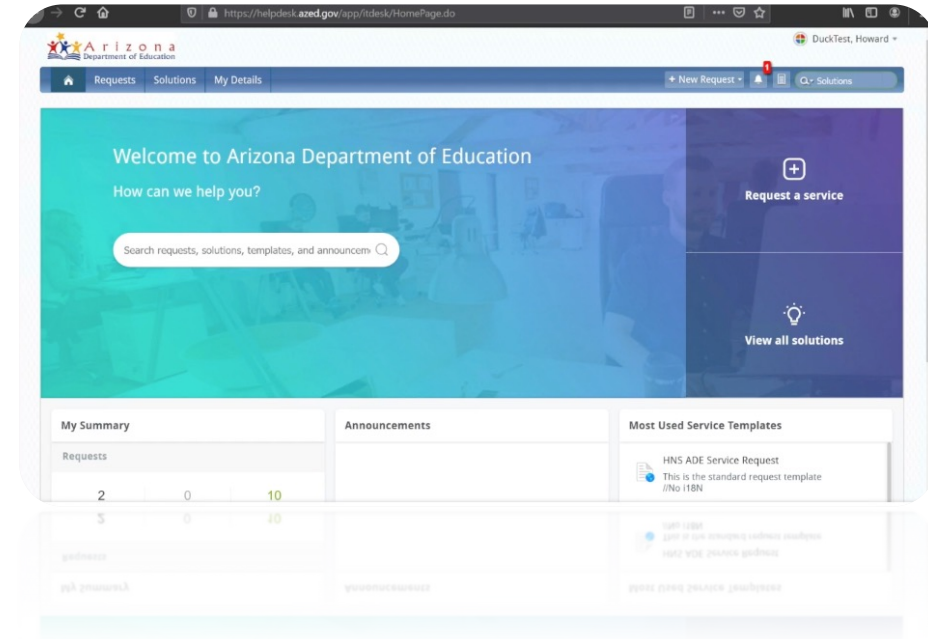 https://helpdesk.azed.gov/app/itdesk/HomePage.do
Arizona
Department of Education
DuckTest, Howard
Requests Solutions My Details
+ New Request
1
Solutions
Welcome to Arizona Department of Education
How can we help you?
Search requests, solutions, templates, and announcem
Request a service
View all solutions
My Summary
Requests
2 0 10
Announcements
Most Used Service Templates
HNS ADE Service Request
This is the standard request template
//No i18N